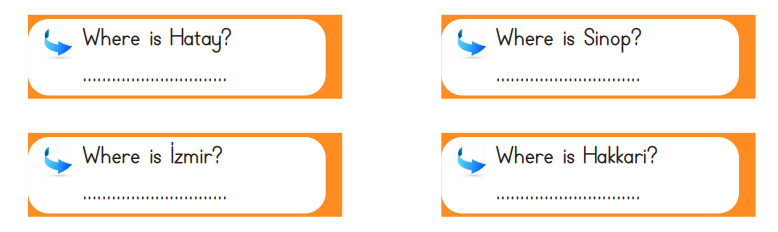 Where is Hatay?
..............................
Where is Sinop?
..............................
Where is İzmir?
..............................
Where is Hakkari?
..............................